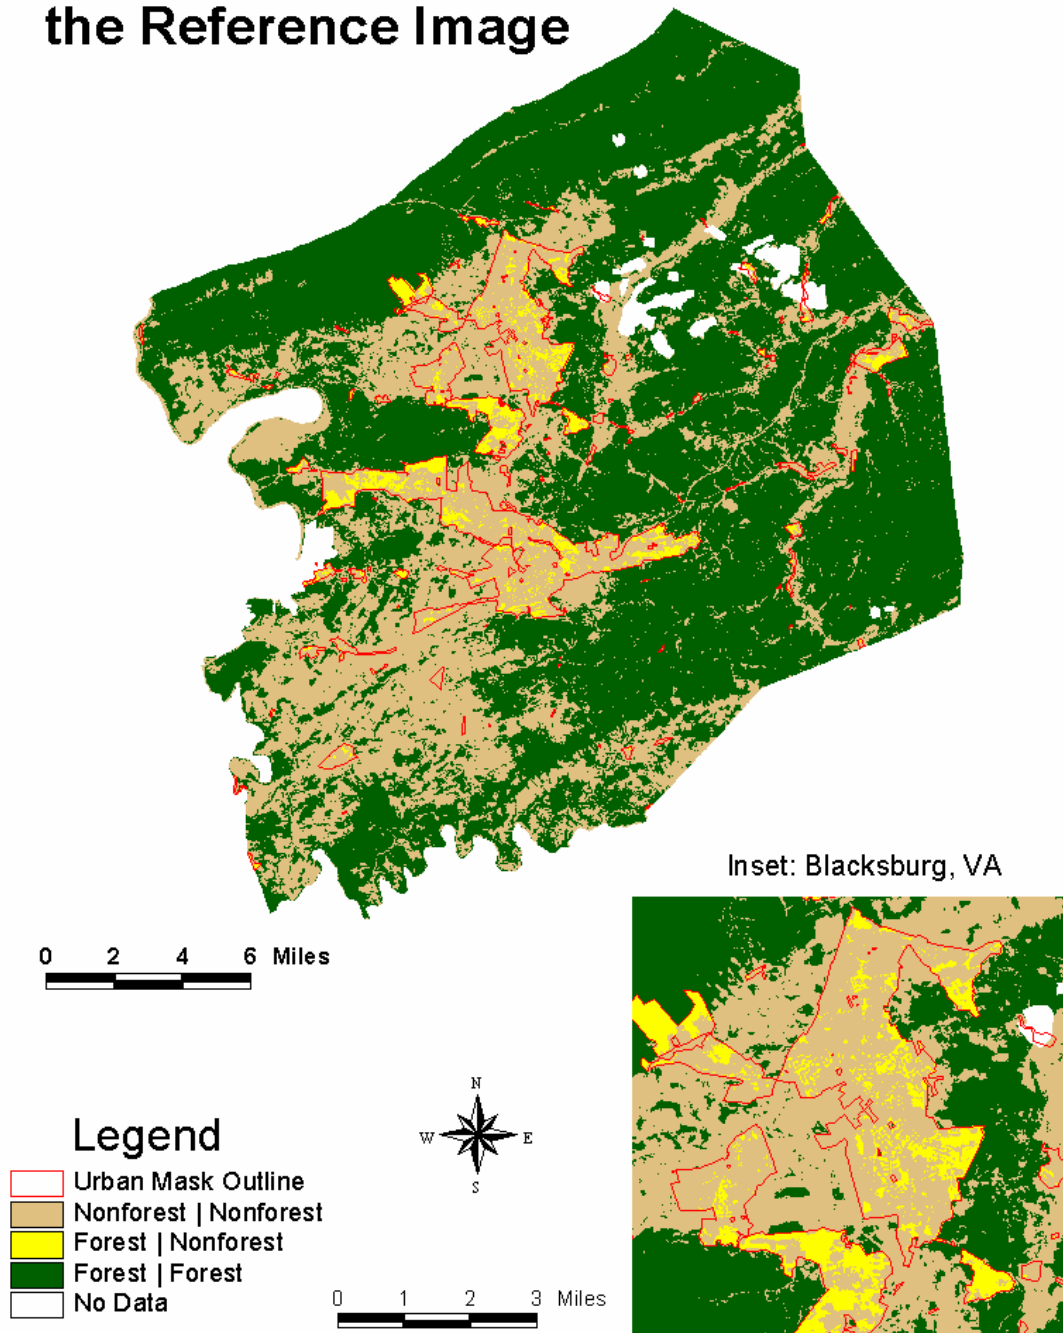 the Reference Image
Inset: Blacksburg, VA
0 2 4 6 Miles
N
W E
S
Legend
Urban Mask Outline
Nonforest | Nonforest
Forest | Nonforest
Forest | Forest
No Data
0 1 2 3 Miles